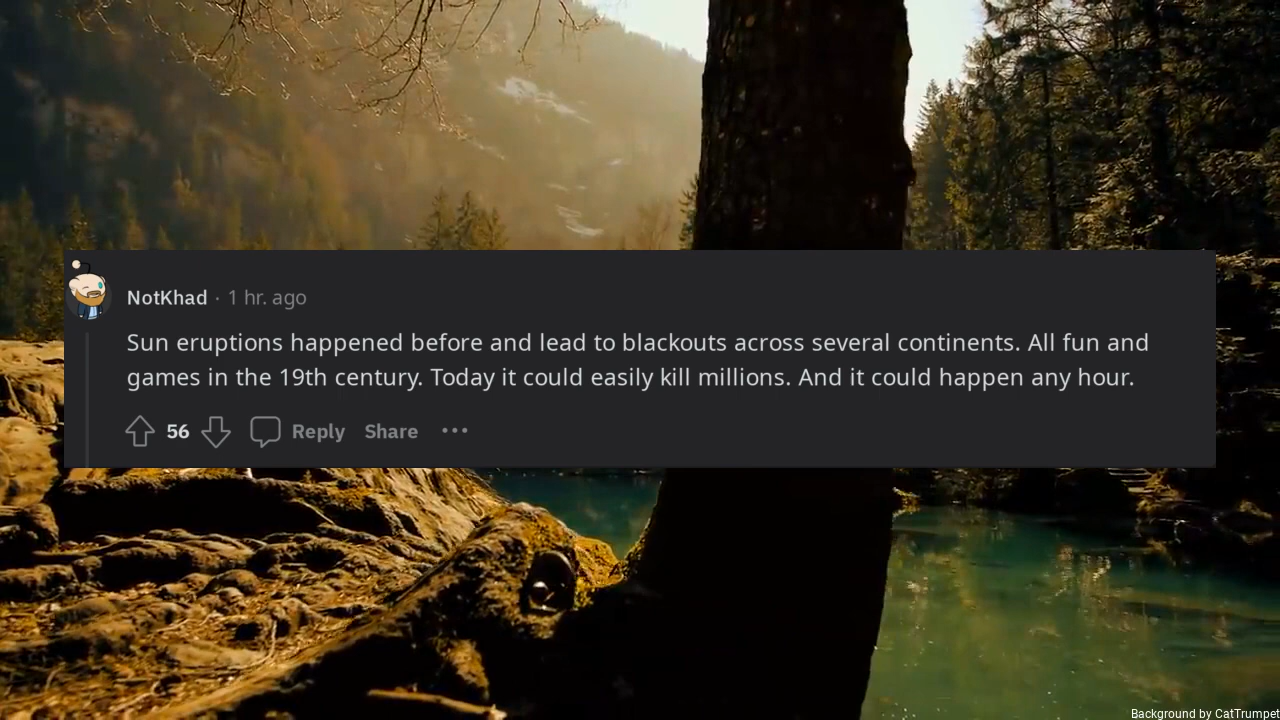 NotKhad · 1 hr. ago
Sun eruptions happened before and lead to blackouts across several continents. All fun and
games in the 19th century. Today it could easily kill millions. And it could happen any hour.
56 Reply Share
Background by CatTrumpet